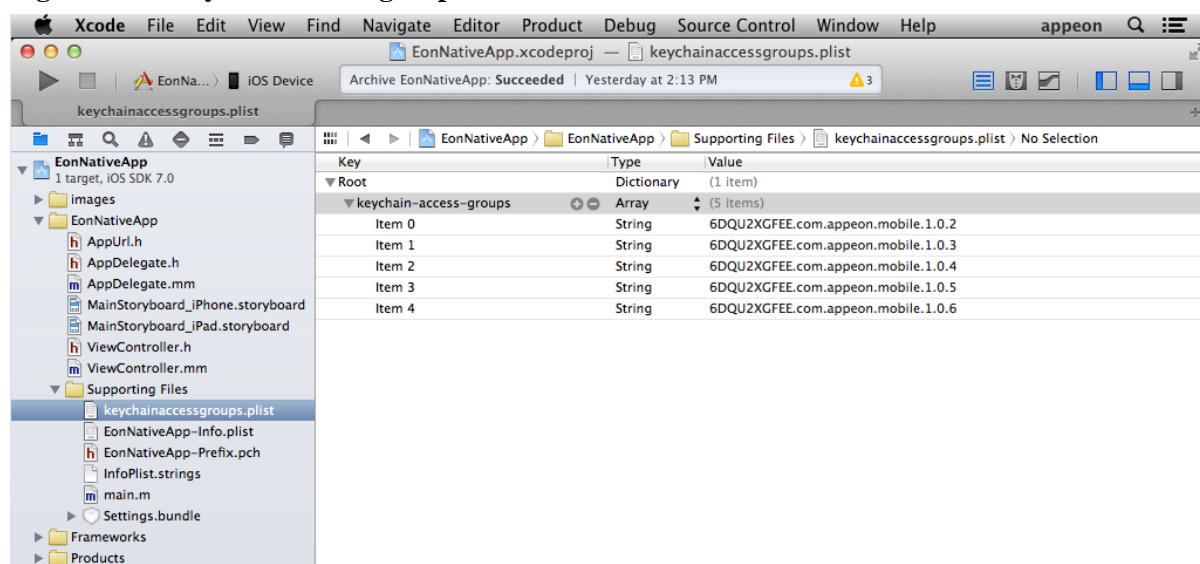 Xcode File Edit View Find Navigate Editor Product Debug Source Control Window Help appeon
EonNativeApp.xcodeproj — keychainaccessgroups.plist
EonNa... 〉 iOS Device
Archive EonNativeApp: Succeeded | Yesterday at 2:13 PM 3
keychainaccessgroups.plist
EonNativeApp 〉 EonNativeApp 〉 Supporting Files 〉 keychainaccessgroups.plist 〉 No Selection
EonNativeApp
1 target, iOS SDK 7.0
images
EonNativeApp
h AppUrl.h
h AppDelegate.h
m AppDelegate.mm
MainStoryboard_iPhone.storyboard
MainStoryboard_iPad.storyboard
h ViewController.h
m ViewController.mm
Supporting Files
keychainaccessgroups.plist
EonNativeApp-Info.plist
h EonNativeApp-Prefix.pch
InfoPlist.strings
m main.m
Settings.bundle
Frameworks
Products
Key Type Value
Root Dictionary (1 item)
keychain-access-groups Array (5 items)
Item 0 String 6DQU2XGFEE.com.appeon.mobile.1.0.2
Item 1 String 6DQU2XGFEE.com.appeon.mobile.1.0.3
Item 2 String 6DQU2XGFEE.com.appeon.mobile.1.0.4
Item 3 String 6DQU2XGFEE.com.appeon.mobile.1.0.5
Item 4 String 6DQU2XGFEE.com.appeon.mobile.1.0.6